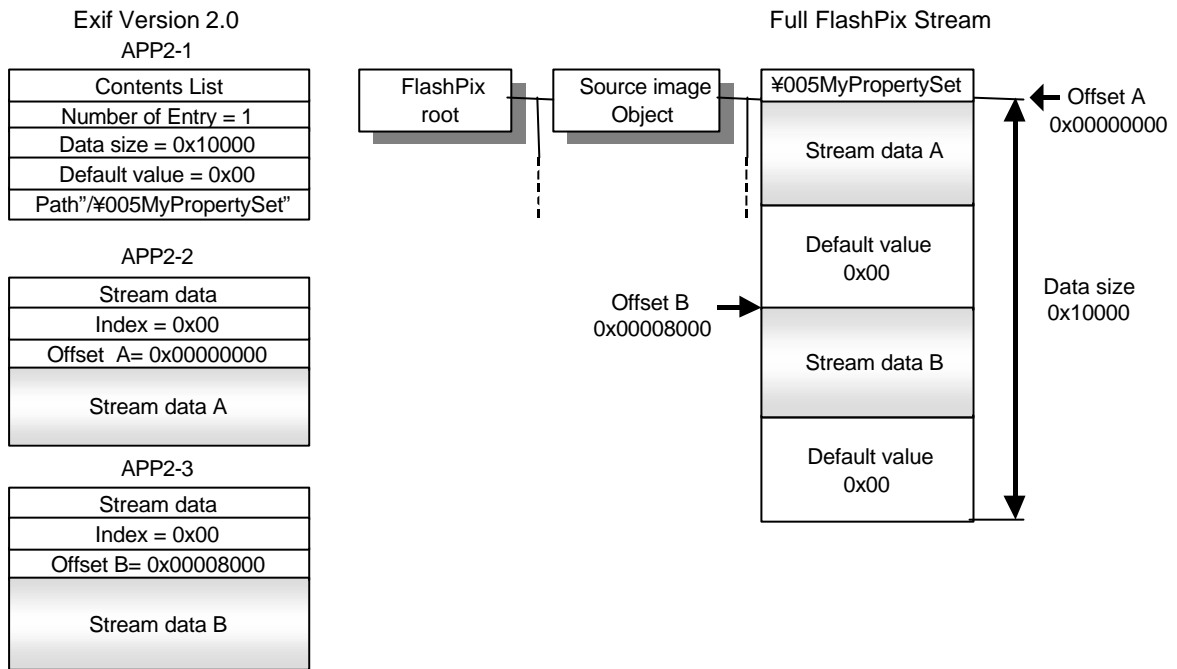 Exif Version 2.0
APP2-1
Contents List
Number of Entry = 1
Data size = 0x10000
Default value = 0x00
Path”/¥005MyPropertySet”
APP2-2
Stream data
Index = 0x00
Offset A= 0x00000000
Stream data A
APP2-3
Stream data
Index = 0x00
Offset B= 0x00008000
Stream data B
Full FlashPix Stream
FlashPix
root
Source image
Object
¥005MyPropertySet
Stream data A
Default value
0x00
Stream data B
Default value
0x00
Offset B
0x00008000
Offset A
0x00000000
Data size
0x10000